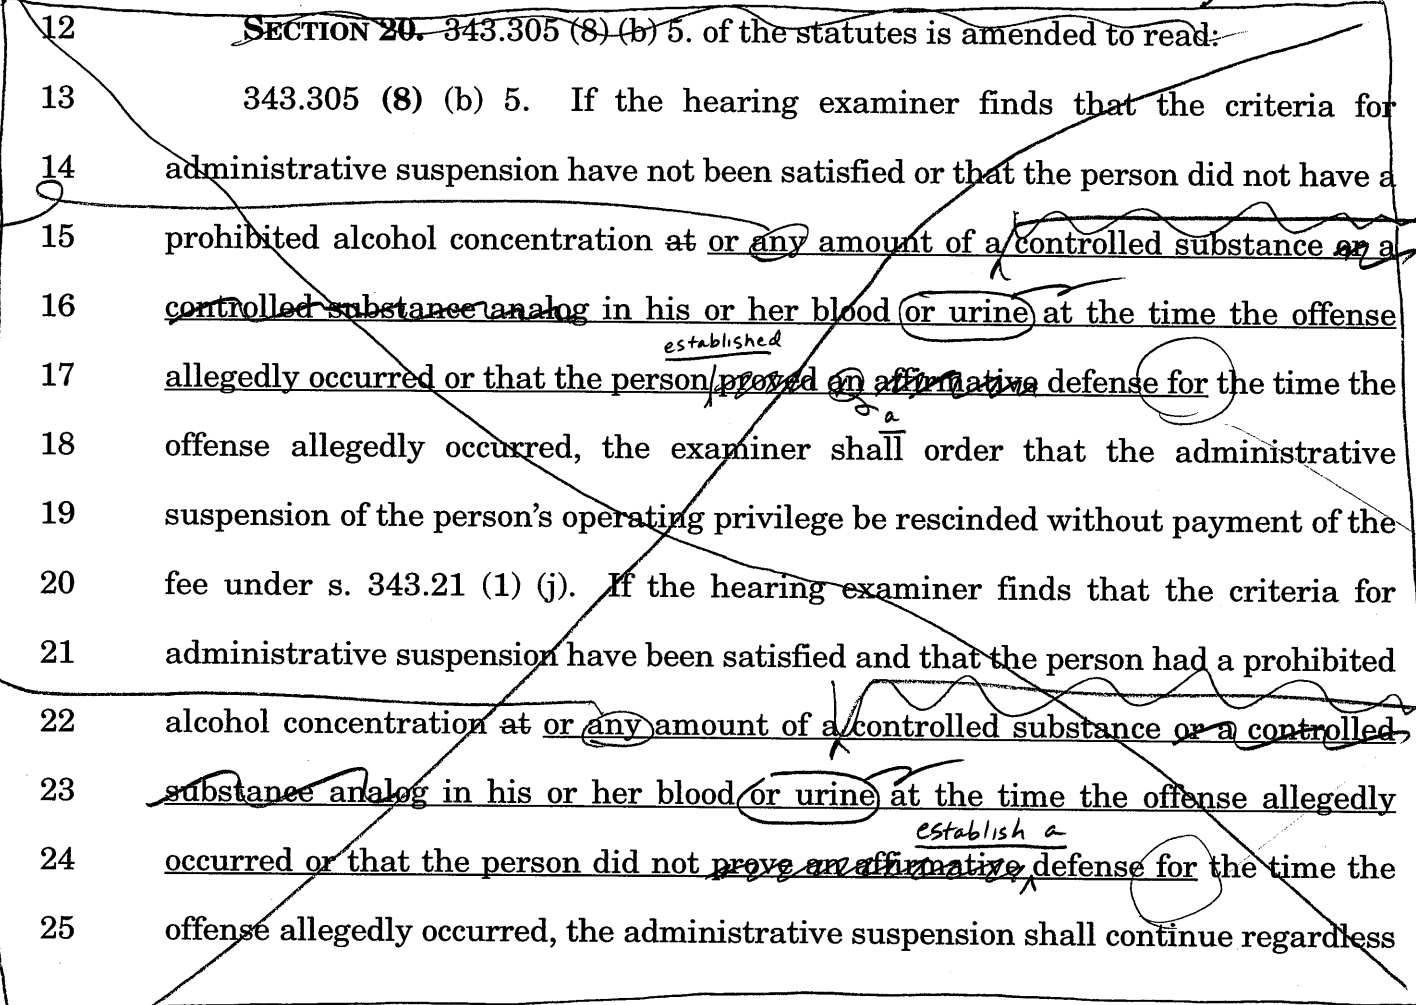 12 SECTION 20. 343.305 (8) (b) 5. of the statutes is amended to read:
13 343.305 (8) (b) 5. If the hearing examiner finds that the criteria for
14 administrative suspension have not been satisfied or that the person did not have a
15 prohibited alcohol concentration at or any amount of a controlled substance or a
16 controlled substance analog in his or her blood or urine at the time the offense
established
17 allegedly occurred or that the person proved an affirmative defense for the time the
a
18 offense allegedly occurred, the examiner shall order that the administrative
19 suspension of the person's operating privilege be rescinded without payment of the
20 fee under s. 343.21 (1) (j). If the hearing examiner finds that the criteria for
21 administrative suspension have been satisfied and that the person had a prohibited
22 alcohol concentration at or any amount of a controlled substance or a controlled
23 substance analog in his or her blood or urine at the time the offense allegedly
establish a
24 occurred or that the person did not prove an affirmative defense for the time the
25 offense allegedly occurred, the administrative suspension shall continue regardless